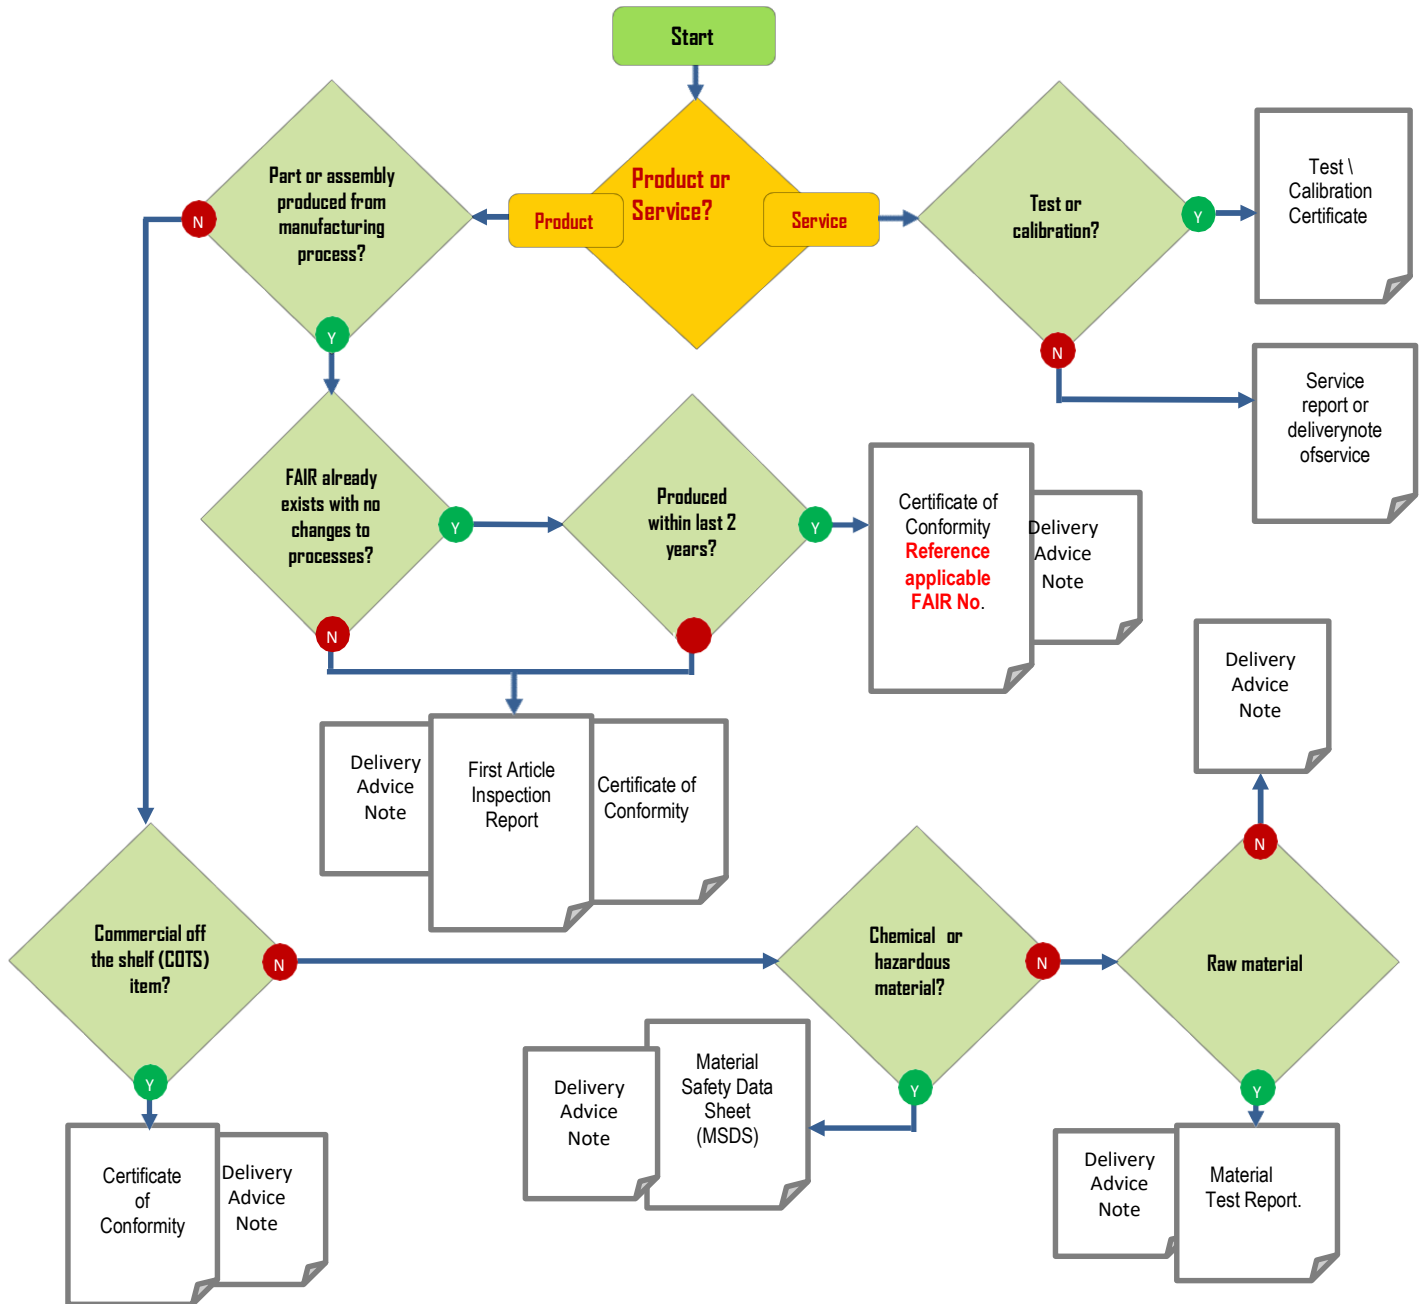 Start
Product or
Service?
Product
Service
Part or assembly
produced from
manufacturing
process?
N
Y
Test or
calibration?
Y
N
Test \
Calibration
Certificate
Service
report or
deliverynote
ofservice
FAIR already
exists with no
changes to
processes?
Y
N
Produced
within last 2
years?
Y
Certificate of
Conformity
Reference
applicable
FAIR No.
Delivery
Advice
Note
Delivery
Advice
Note
First Article
Inspection
Report
Certificate of
Conformity
Delivery
Advice
Note
N
Commercial off
the shelf (COTS)
item?
N
Y
Chemical or
hazardous
material?
N
Y
Raw material
Y
Certificate
of
Conformity
Delivery
Advice
Note
Delivery
Advice
Note
Material
Safety Data
Sheet
(MSDS)
Delivery
Advice
Note
Material
Test Report.